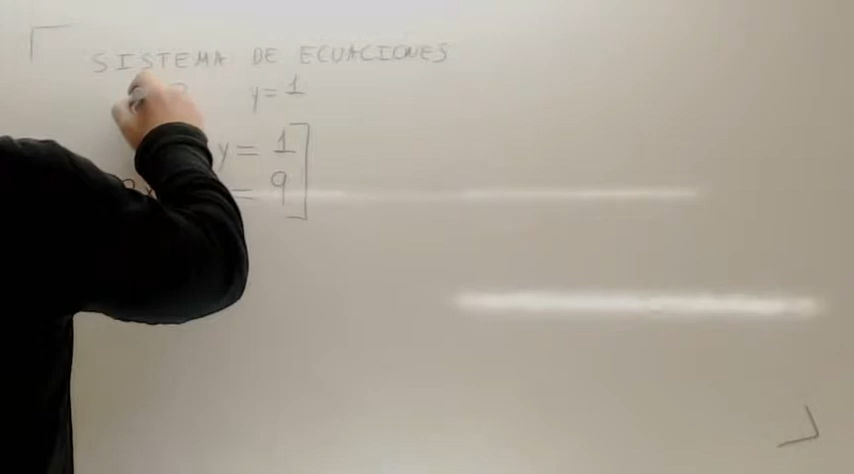 SISTEMA DE ECUACIONES
y = 1
y = 1
= 9